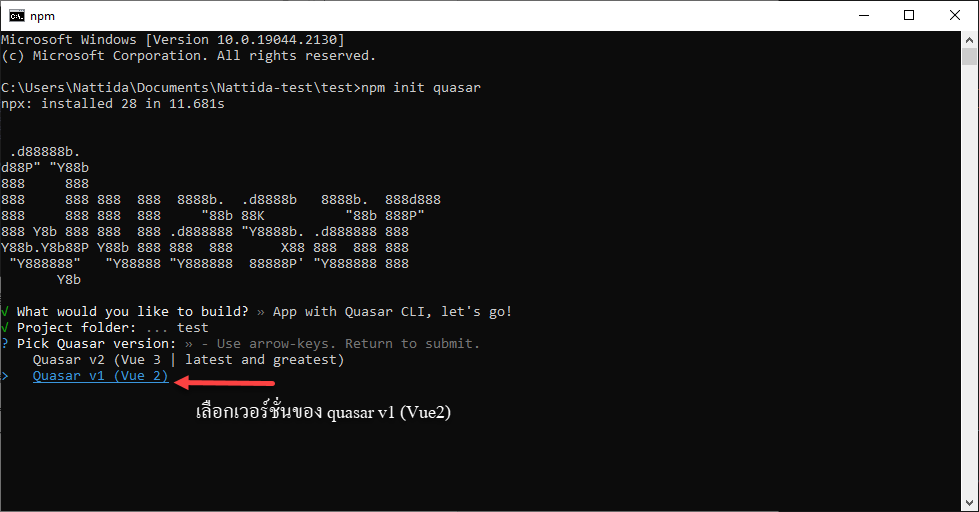 npm
Microsoft Windows [Version 10.0.19044.2130]
(c) Microsoft Corporation. All rights reserved.
C:\Users\Nattida\Documents\Nattida-test\test>npm init quasar
npx: installed 28 in 11.681s
 .d88888b.
d88P" "Y88b
888     888
888     888 888  888  8888b.  .d8888b   8888b.  888d888
888     888 888  888     "88b 88K          "88b 888P"
888 Y8b 888 888  888 .d888888 "Y8888b. .d888888 888
Y88b.Y8b88P Y88b 888 888  888      X88 888  888 888
 "Y888888"   "Y88888 "Y888888  88888P' "Y888888 888
       Y8b
√ What would you like to build? » App with Quasar CLI, let's go!
√ Project folder: ... test
? Pick Quasar version: » - Use arrow-keys. Return to submit.
    Quasar v2 (Vue 3 | latest and greatest)
>   Quasar v1 (Vue 2)
เลือกเวอร์ชั่นของ quasar v1 (Vue2)